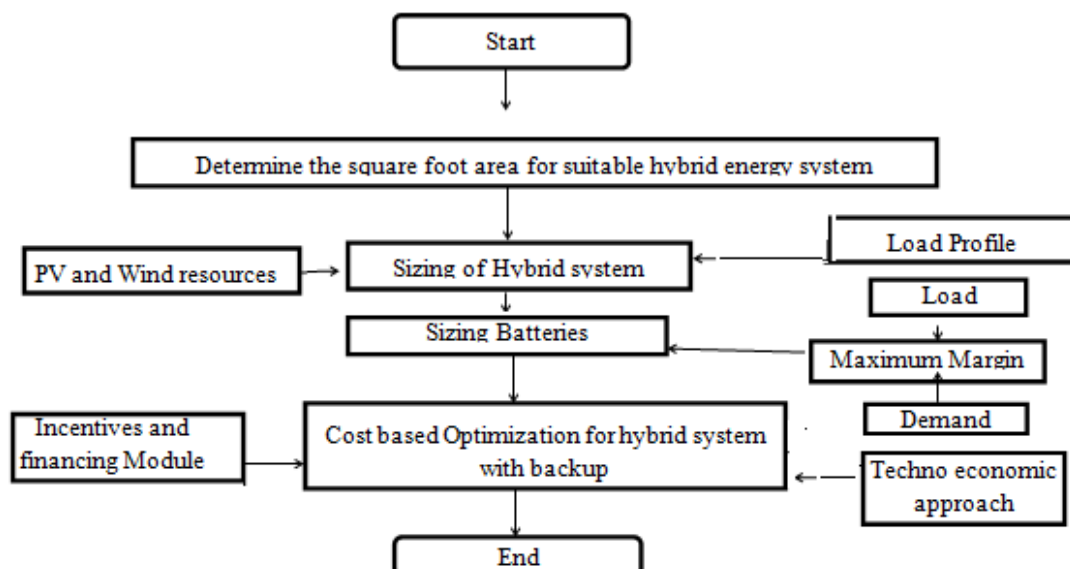 Start
Determine the square foot area for suitable hybrid energy system
Load Profile
PV and Wind resources
Sizing of Hybrid system
Load
Sizing Batteries
Maximum Margin
Demand
Incentives and
financing Module
Cost based Optimization for hybrid system
with backup
Techno economic
approach
End